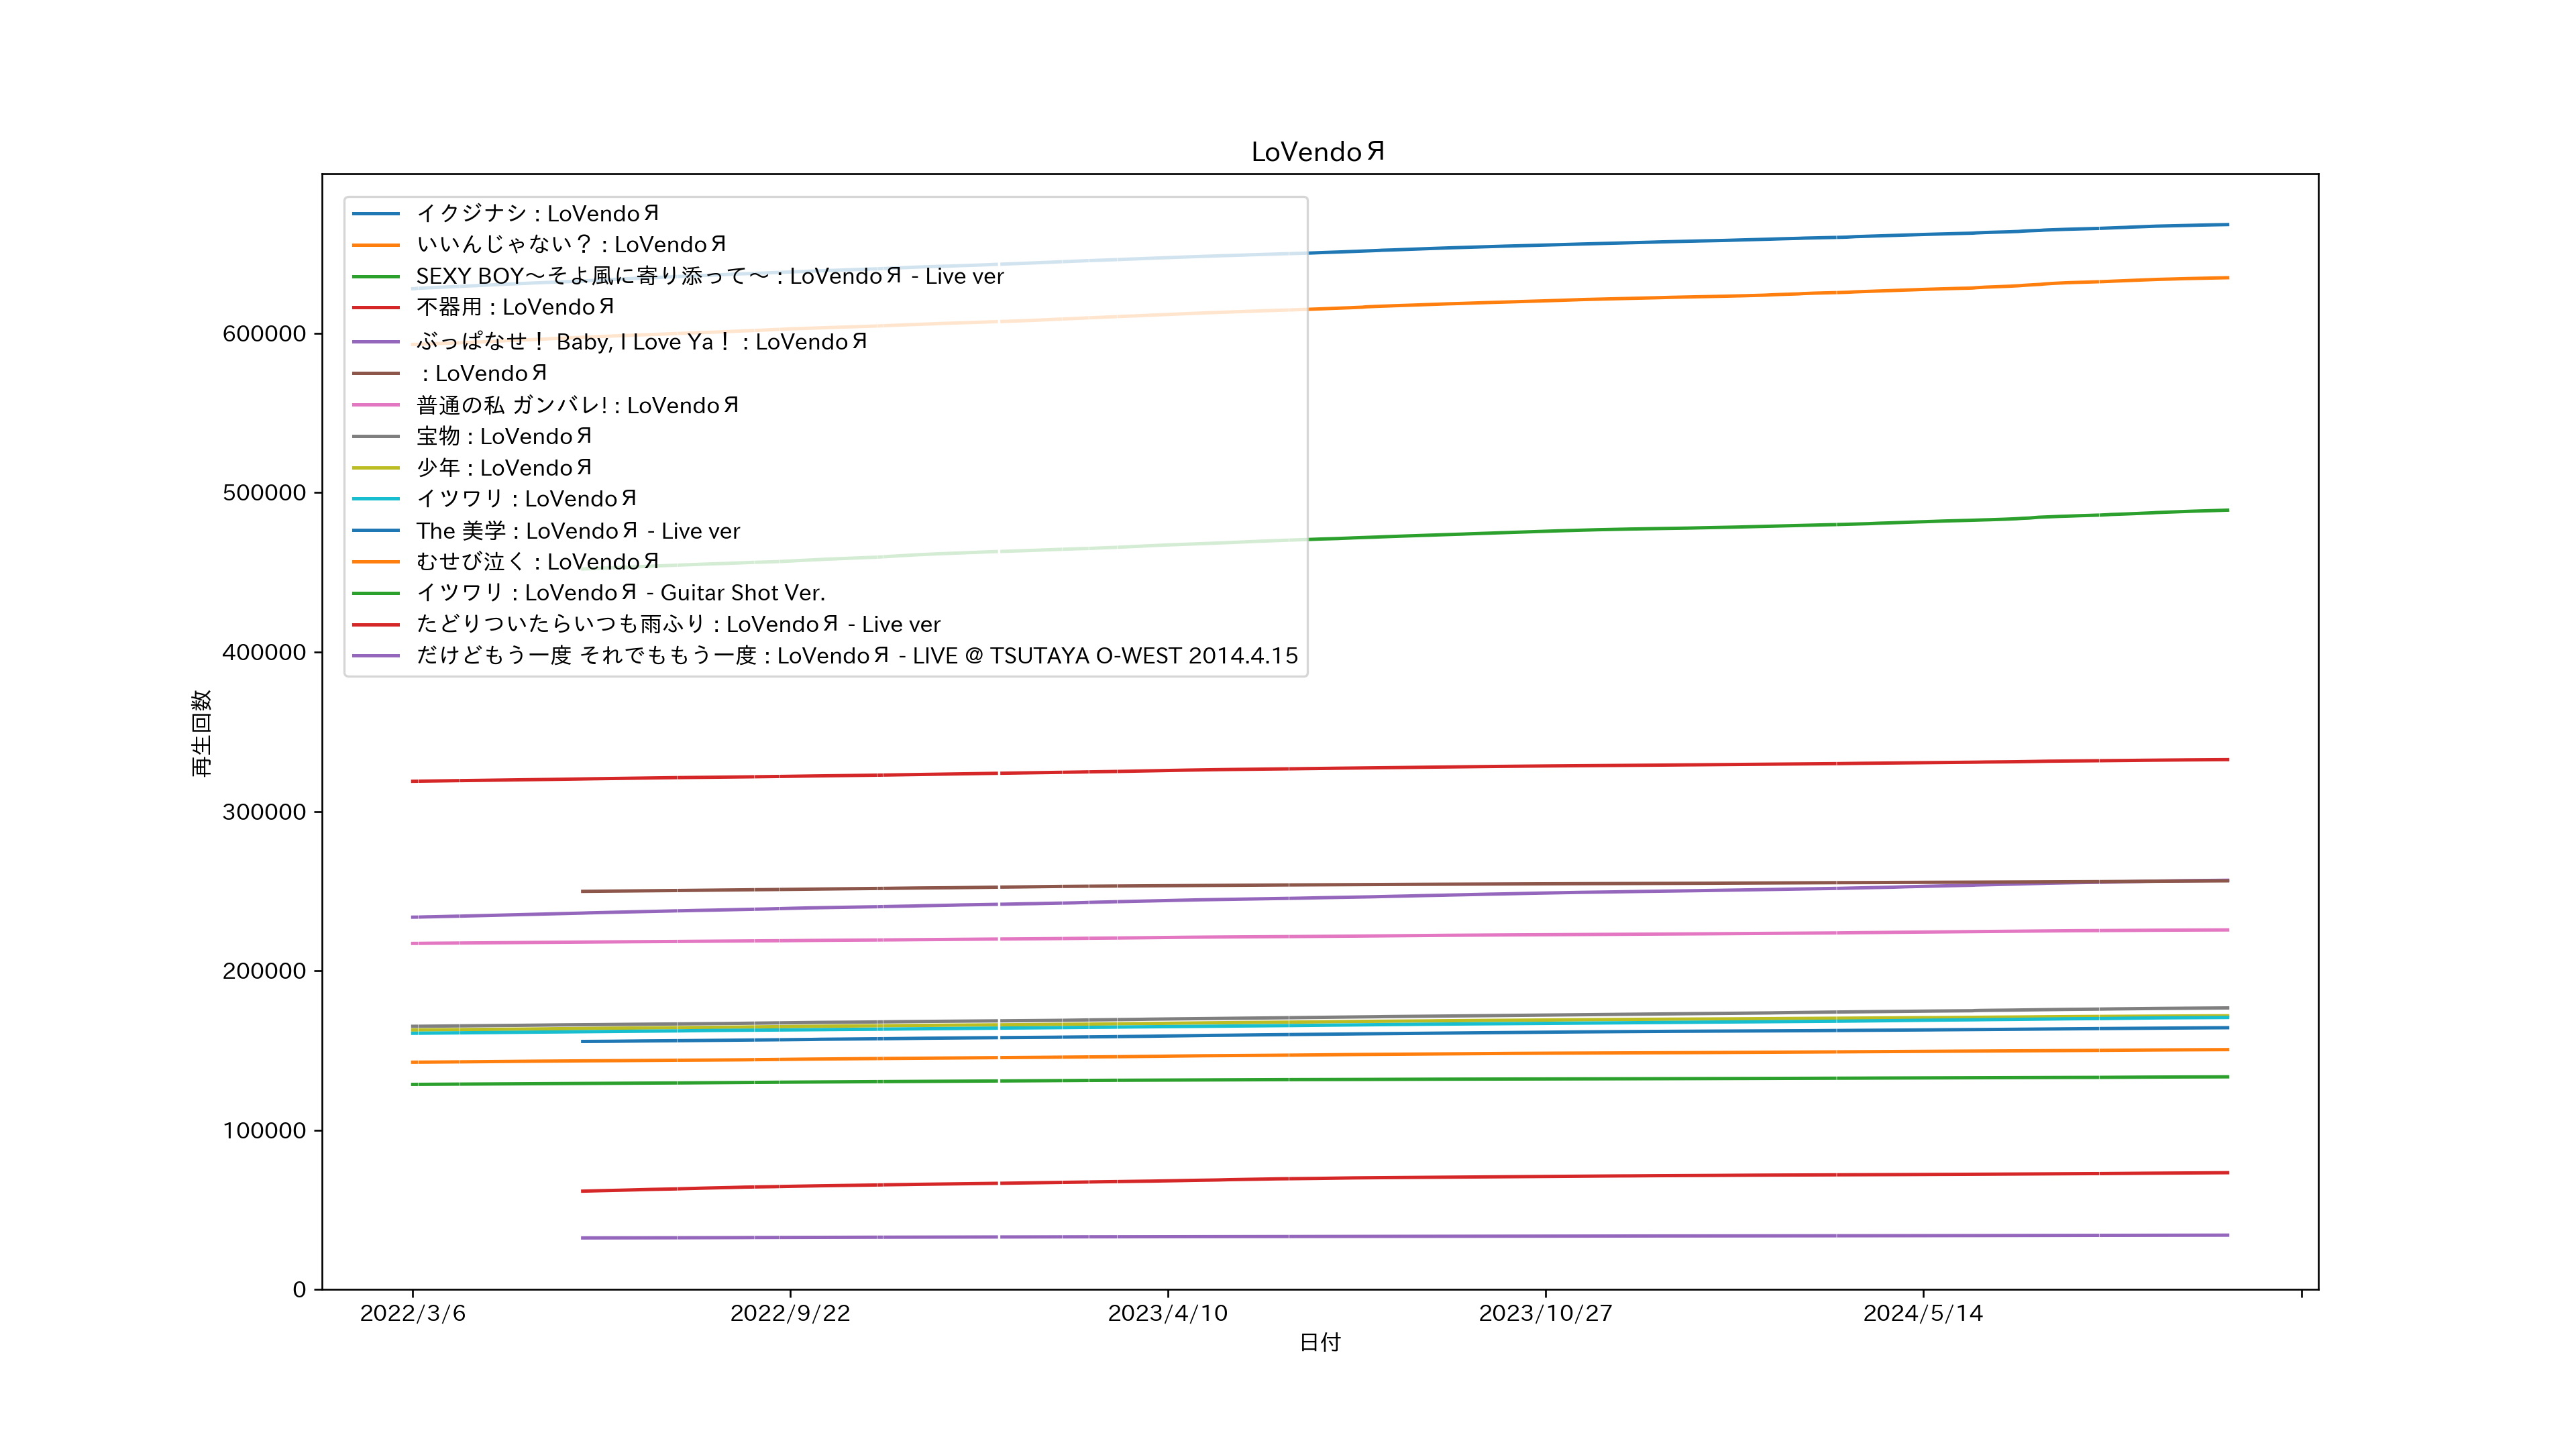 LoVendoЯ
イクジナシ : LoVendoЯ
いいんじゃない？ : LoVendoЯ
SEXY BOY～そよ風に寄り添って～ : LoVendoЯ - Live ver
不器用 : LoVendoЯ
ぶっぱなせ！ Baby, I Love Ya！ : LoVendoЯ
: LoVendoЯ
普通の私 ガンバレ! : LoVendoЯ
宝物 : LoVendoЯ
少年 : LoVendoЯ
イツワリ : LoVendoЯ
The 美学 : LoVendoЯ - Live ver
むせび泣く : LoVendoЯ
イツワリ : LoVendoЯ - Guitar Shot Ver.
たどりついたらいつも雨ふり : LoVendoЯ - Live ver
だけどもう一度 それでももう一度 : LoVendoЯ - LIVE @ TSUTAYA O-WEST 2014.4.15
600000
500000
400000
300000
200000
100000
0
再生回数
2022/3/6
2022/9/22
2023/4/10
2023/10/27
2024/5/14
日付